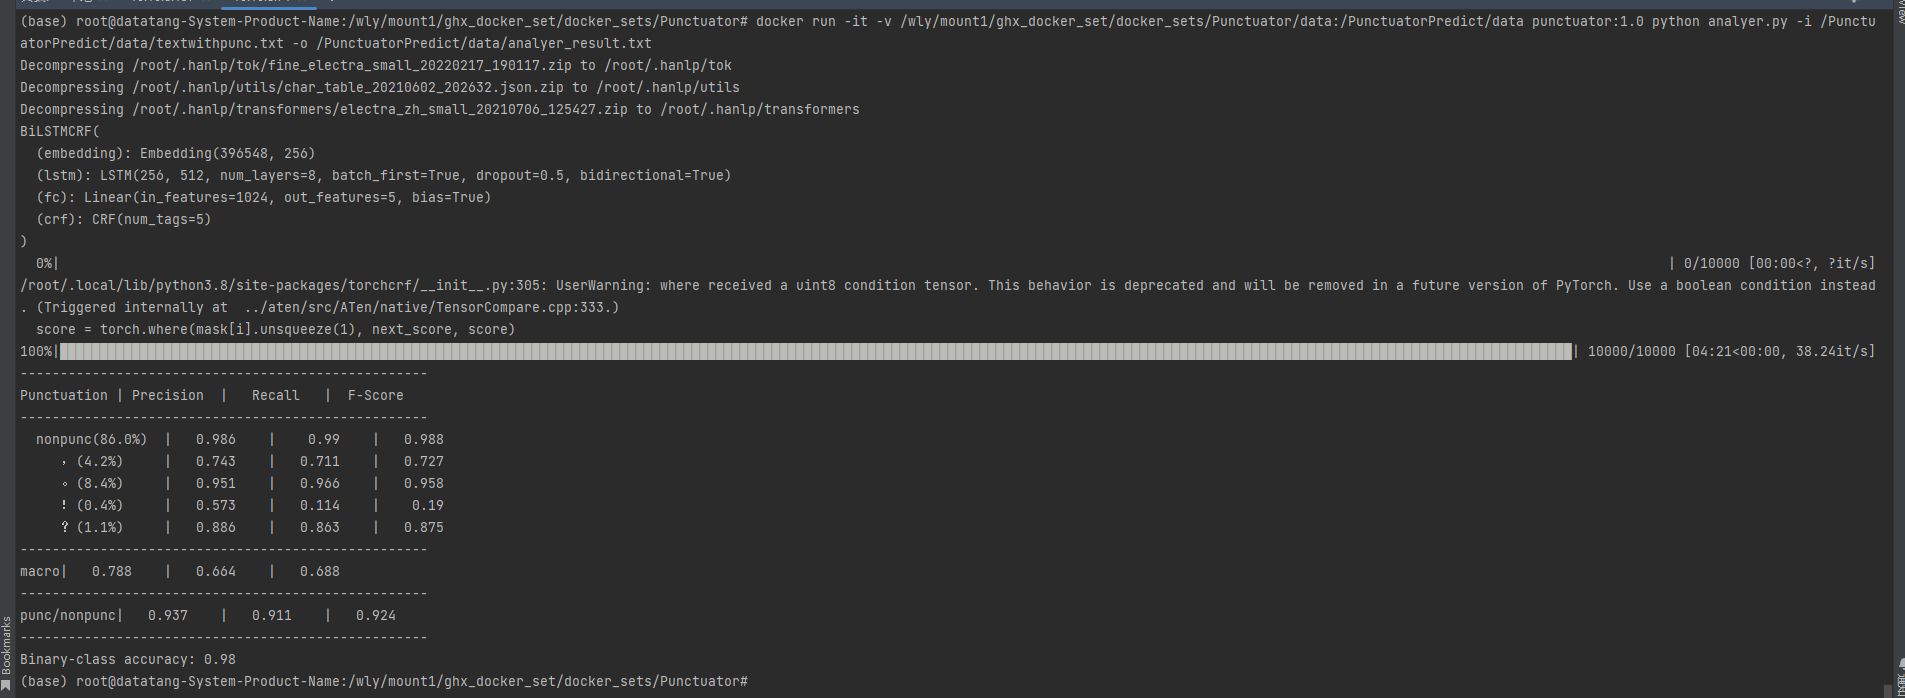 (base) root@datatang-System-Product-Name:/wly/mount1/ghx_docker_set/docker_sets/Punctuator# docker run -it -v /wly/mount1/ghx_docker_set/docker_sets/Punctuator/data:/PunctuatorPredict/data punctuator:1.0 python analyer.py -i /Punctu
atorPredict/data/textwithpunc.txt -o /PunctuatorPredict/data/analyer_result.txt
Decompressing /root/.hanlp/tok/fine_electra_small_20220217_190117.zip to /root/.hanlp/tok
Decompressing /root/.hanlp/utils/char_table_20210602_202632.json.zip to /root/.hanlp/utils
Decompressing /root/.hanlp/transformers/electra_zh_small_20210706_125427.zip to /root/.hanlp/transformers
BiLSTMCRF(
  (embedding): Embedding(396548, 256)
  (lstm): LSTM(256, 512, num_layers=8, batch_first=True, dropout=0.5, bidirectional=True)
  (fc): Linear(in_features=1024, out_features=5, bias=True)
  (crf): CRF(num_tags=5)
)
  0%| | 0/10000 [00:00<?, ?it/s]
/root/.local/lib/python3.8/site-packages/torchcrf/__init__.py:305: UserWarning: where received a uint8 condition tensor. This behavior is deprecated and will be removed in a future version of PyTorch. Use a boolean condition instead
. (Triggered internally at  ../aten/src/ATen/native/TensorCompare.cpp:333.)
  score = torch.where(mask[i].unsqueeze(1), next_score, score)
100%| | 10000/10000 [04:21<00:00, 38.24it/s]
---------------------------------------------------
Punctuation | Precision  |   Recall   |  F-Score
---------------------------------------------------
  nonpunc(86.0%)  |   0.986    |    0.99    |   0.988
， (4.2%)     |   0.743    |   0.711    |   0.727
。 (8.4%)     |   0.951    |   0.966    |   0.958
！ (0.4%)     |   0.573    |   0.114    |    0.19
？ (1.1%)     |   0.886    |   0.863    |   0.875
---------------------------------------------------
macro|   0.788    |   0.664    |   0.688
---------------------------------------------------
punc/nonpunc|   0.937    |   0.911    |   0.924
---------------------------------------------------
Binary-class accuracy: 0.98
(base) root@datatang-System-Product-Name:/wly/mount1/ghx_docker_set/docker_sets/Punctuator#
Bookmarks